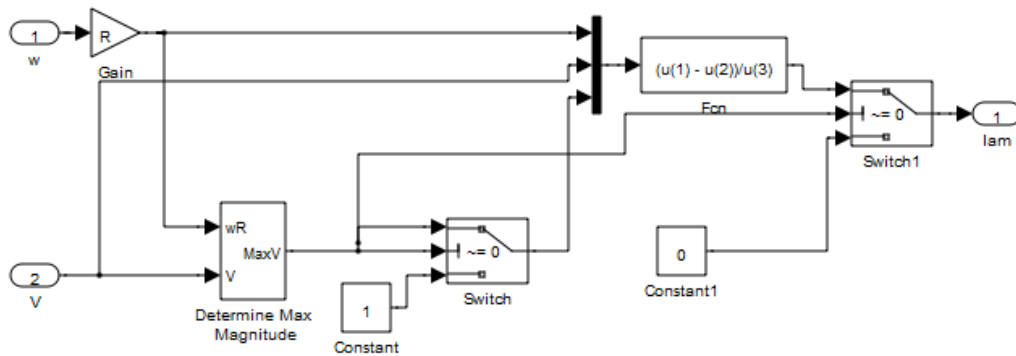 1
w
R
Gain
(u(1) - u(2))/u(3)
Fcn
~= 0
Switch1
1
Iam
wR
MaxV
V
Determine Max
Magnitude
~= 0
Switch
1
Constant
0
Constant1
2
V